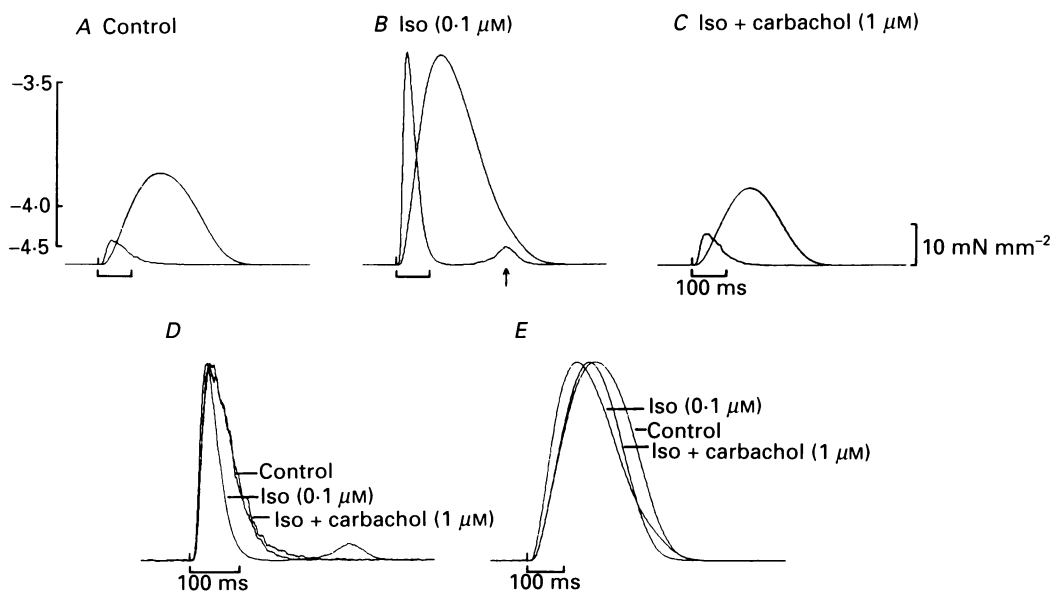 A Control
B Iso (0·1 μM)
C Iso + carbachol (1 μM)
−3·5
−4·0
−4·5
10 mN mm⁻²
100 ms
D
E
Control
Iso (0·1 μM)
Iso + carbachol (1 μM)
100 ms
Iso (0·1 μM)
Control
Iso + carbachol (1 μM)
100 ms